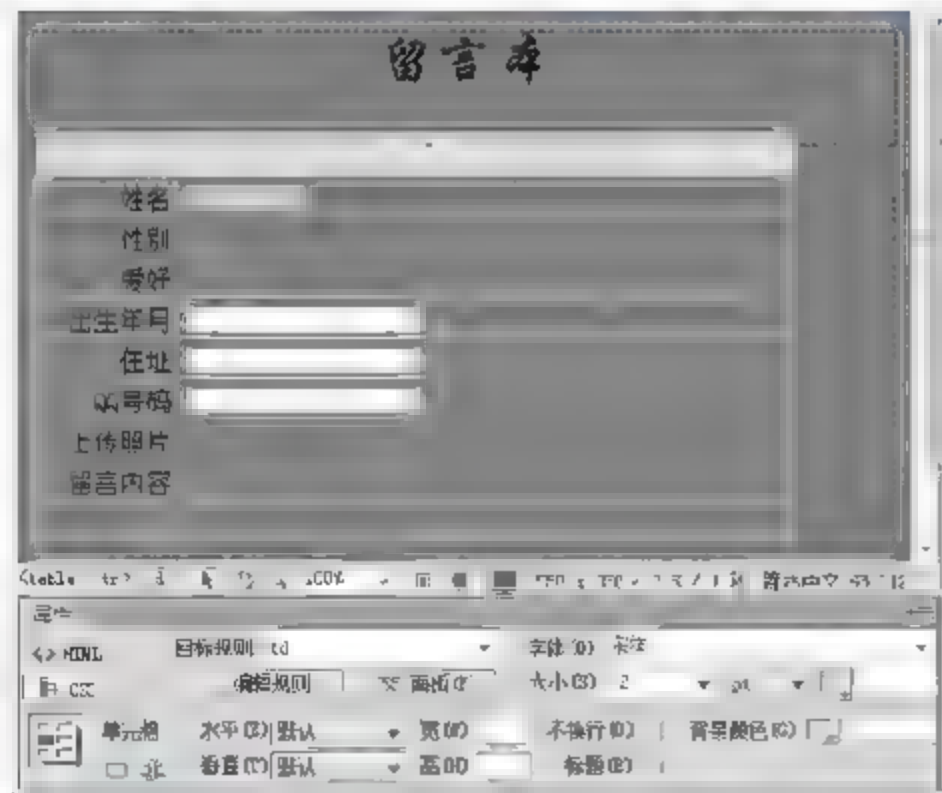 留言本
姓名
性别
爱好
出生年月
住址
QQ号码
上传照片
留言内容
<table tr> 100%
属性
<> HTML 目标规则 td 字体(O) 宋体
CSS 编辑规则 大小(S) 2
单元格 水平(Z) 默认 宽(W) 不换行(O) 背景颜色(G)
垂直(T) 默认 高(H) 标题(E)